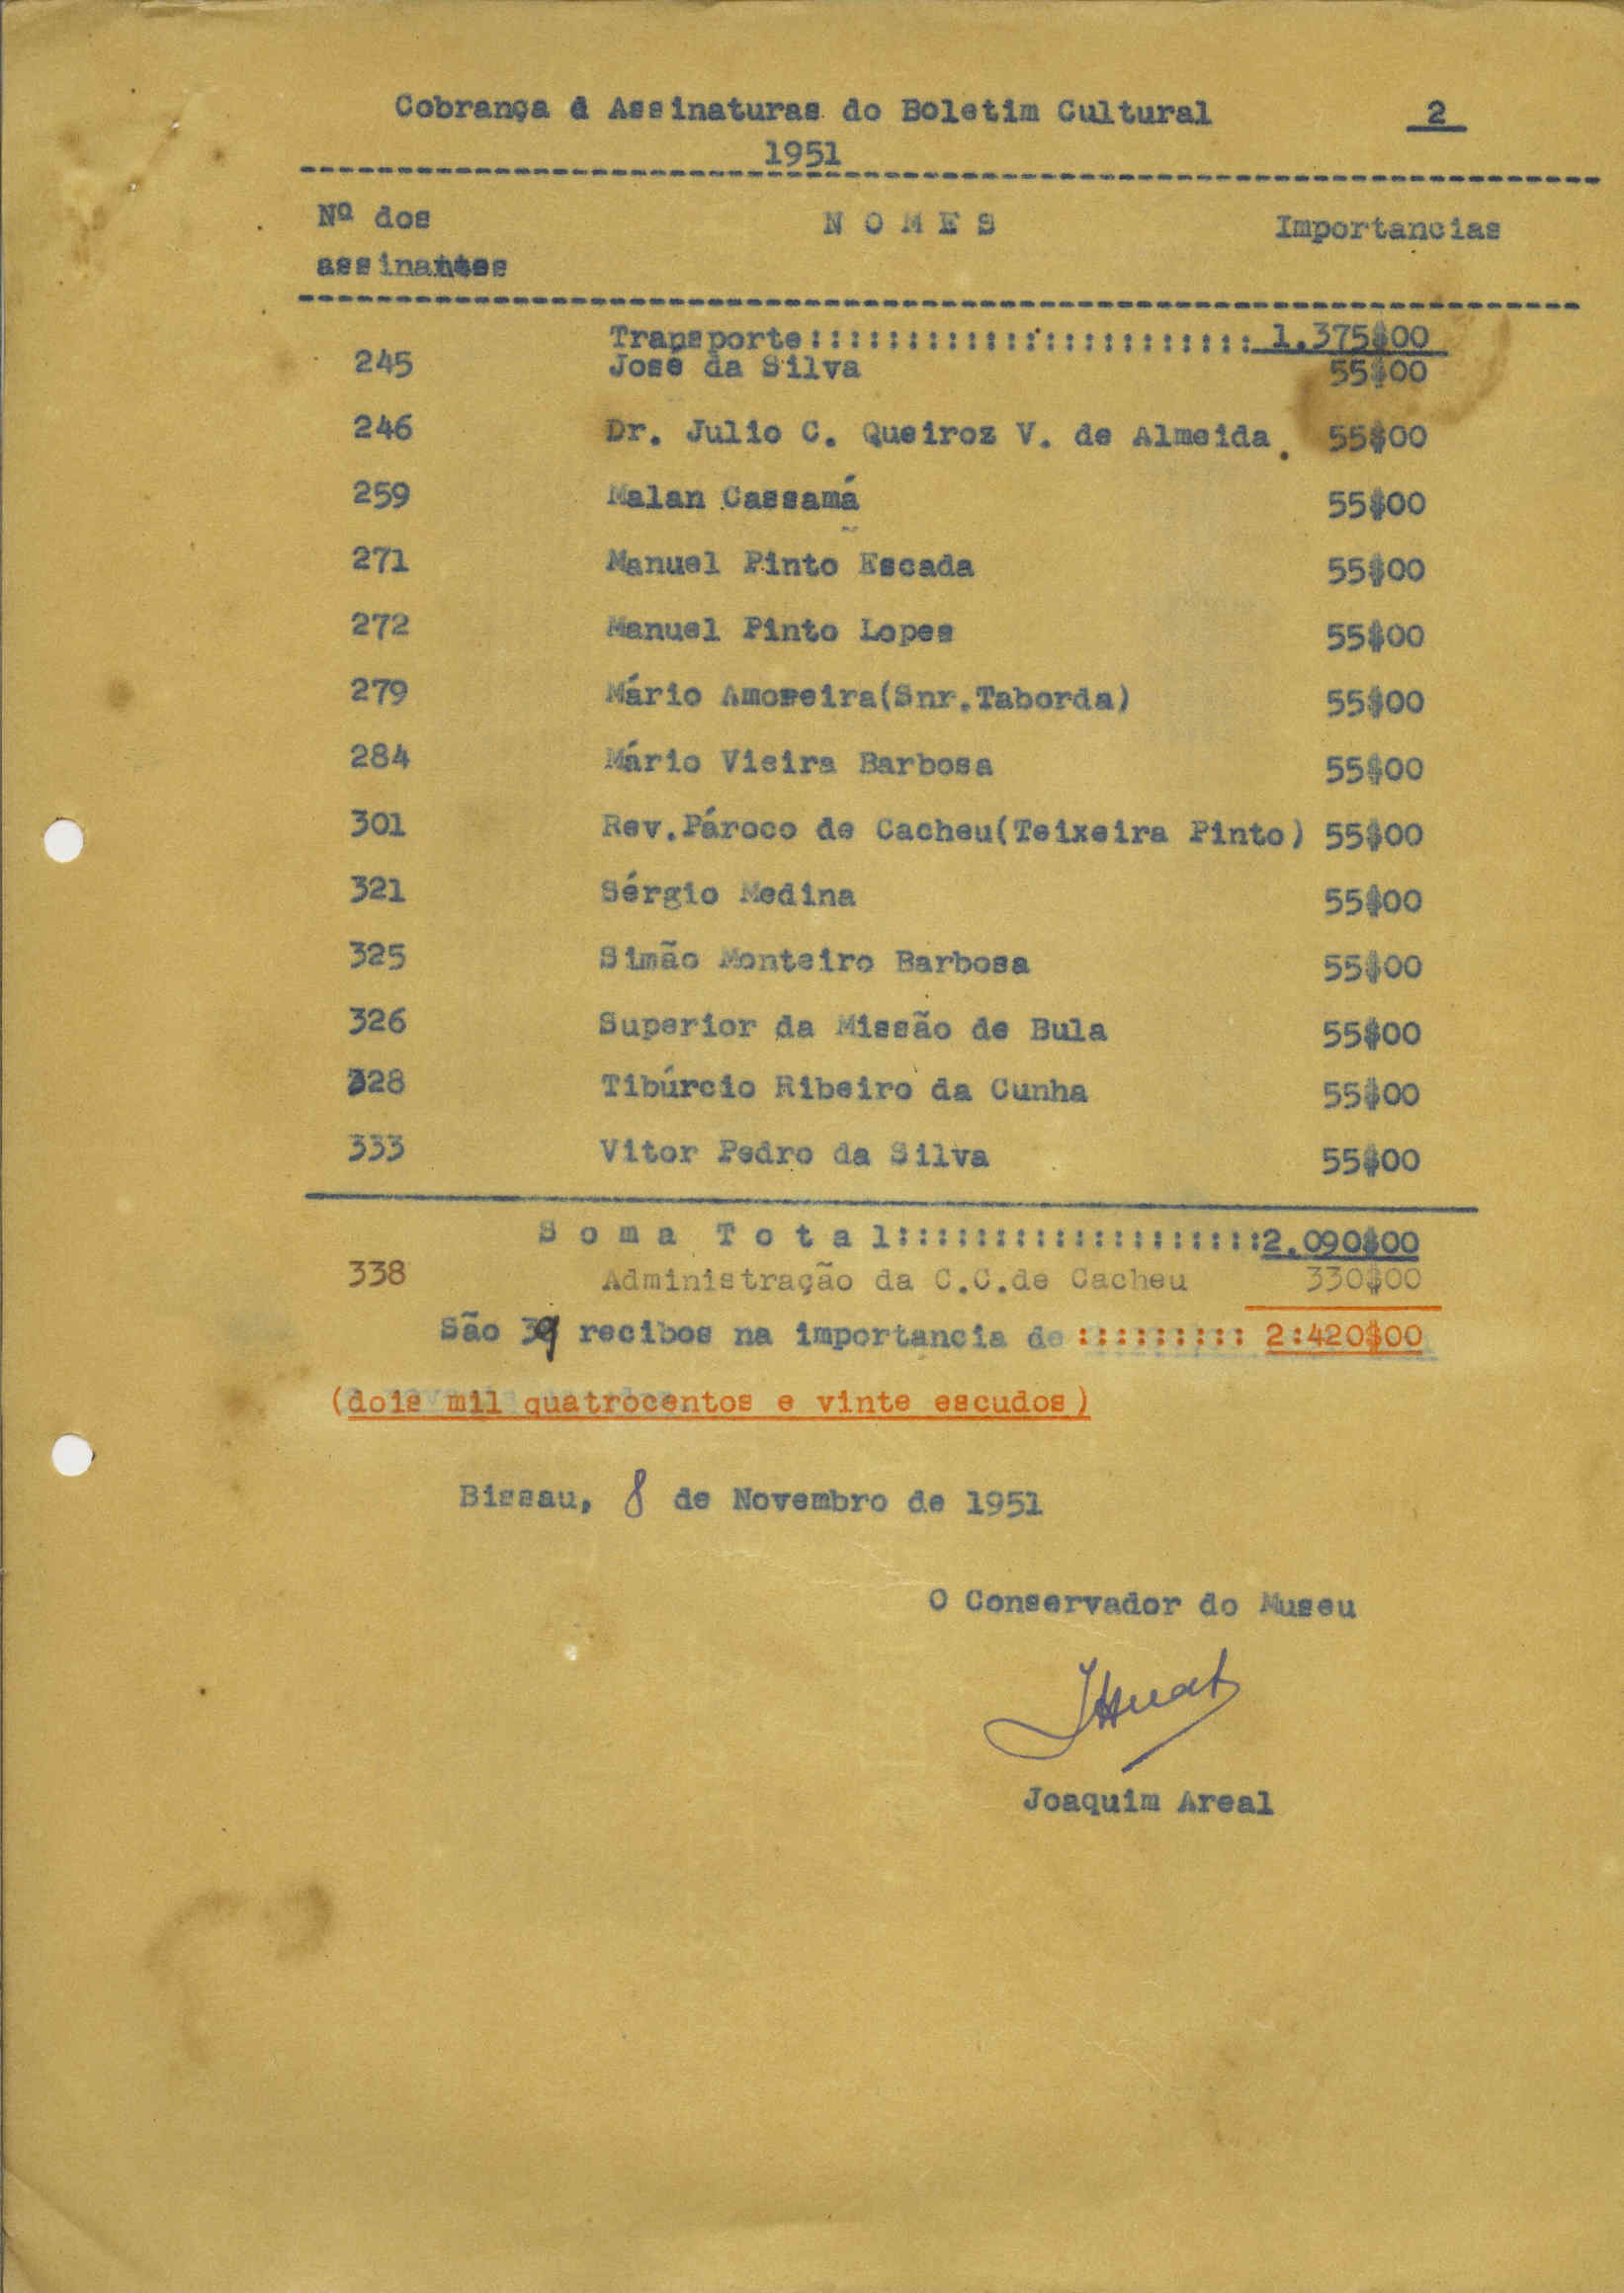 Cobrança d Assinaturas do Boletim Cultural 2
1951
Nº dos N O M E S Importancias
assinantes
Transporte:::::::::::::::::::::::: 1.375$00
245 José da Silva 55$00
246 Dr. Julio C. Queiroz V. de Almeida. 55$00
259 Malan Cassamá 55$00
271 Manuel Pinto Escada 55$00
272 Manuel Pinto Lopes 55$00
279 Mário Amoreira(Snr.Taborda) 55$00
284 Mário Vieira Barbosa 55$00
301 Rev.Pároco de Cacheu(Teixeira Pinto) 55$00
321 Sérgio Medina 55$00
325 Simão Monteiro Barbosa 55$00
326 Superior da Missão de Bula 55$00
328 Tibúrcio Ribeiro da Cunha 55$00
333 Vitor Pedro da Silva 55$00
S o m a T o t a l:::::::::::::::::::2.090$00
338 Administração da C.C.de Cacheu 330$00
São 39 recibos na importancia de ::::::::: 2:420$00
(dois mil quatrocentos e vinte escudos)
Bissau, 8 de Novembro de 1951
O Conservador do Museu
Joaquim Areal